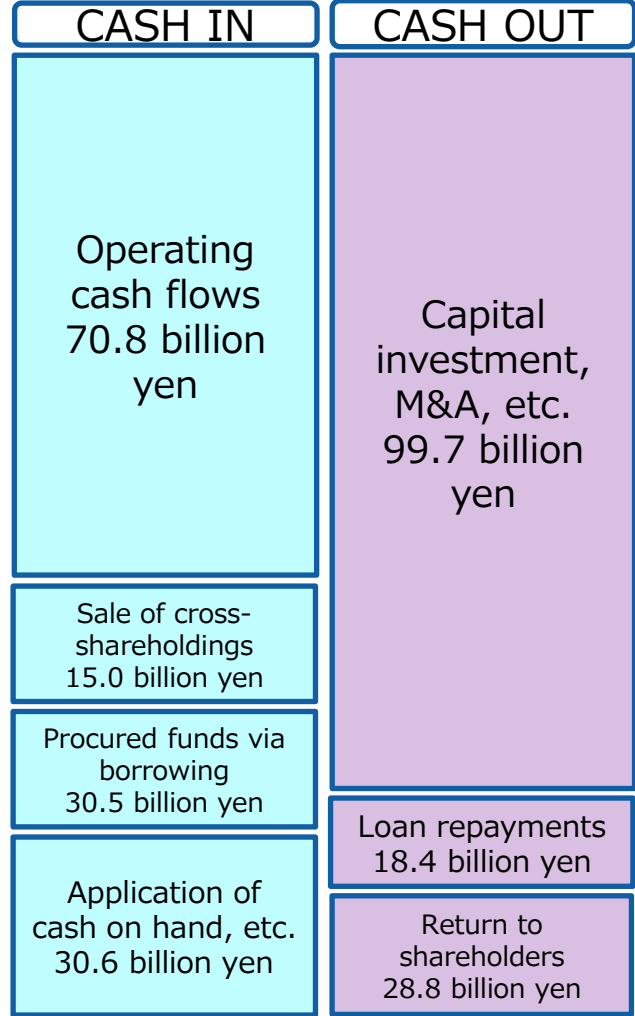 CASH IN
CASH OUT
Operating
cash flows
70.8 billion
yen
Sale of cross-
shareholdings
15.0 billion yen
Procured funds via
borrowing
30.5 billion yen
Application of
cash on hand, etc.
30.6 billion yen
Capital
investment,
M&A, etc.
99.7 billion
yen
Loan repayments
18.4 billion yen
Return to
shareholders
28.8 billion yen